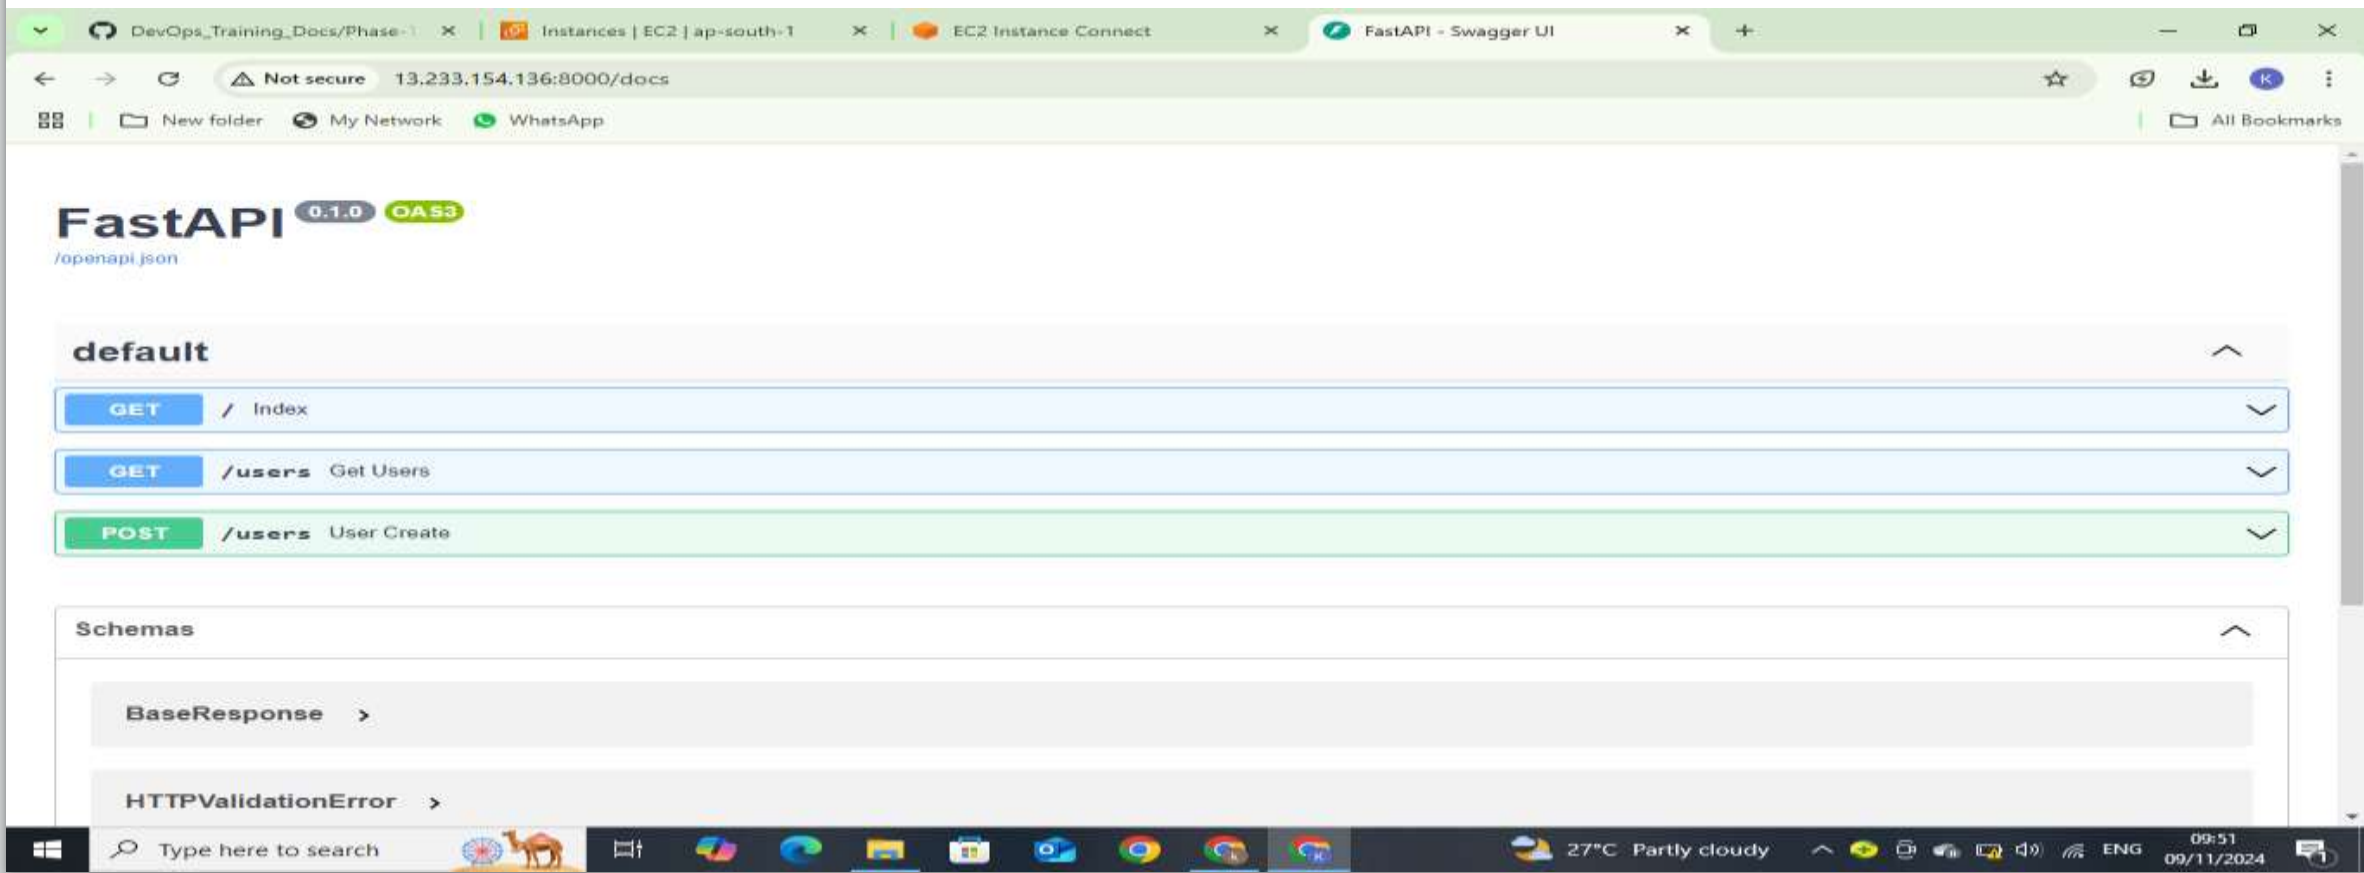 DevOps_Training_Docs/Phase-1
Instances | EC2 | ap-south-1
EC2 Instance Connect
FastAPI - Swagger UI
Not secure 13.233.154.136:8000/docs
K
New folder My Network WhatsApp All Bookmarks
FastAPI 0.1.0 OAS3
/openapi.json
default
GET / Index
GET /users Get Users
POST /users User Create
Schemas
BaseResponse
HTTPValidationError
Type here to search
27°C Partly cloudy
ENG
09:51
09/11/2024
1